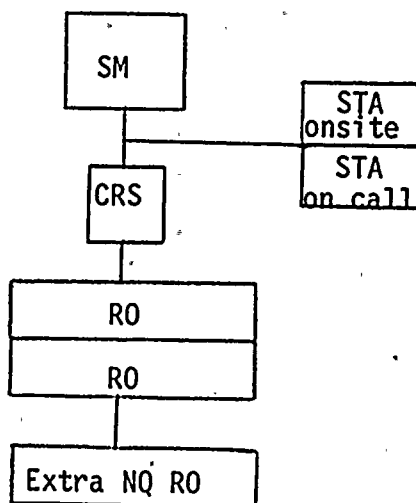 SM
STA
onsite
STA
on call
CRS
RO
RO
Extra NQ RO